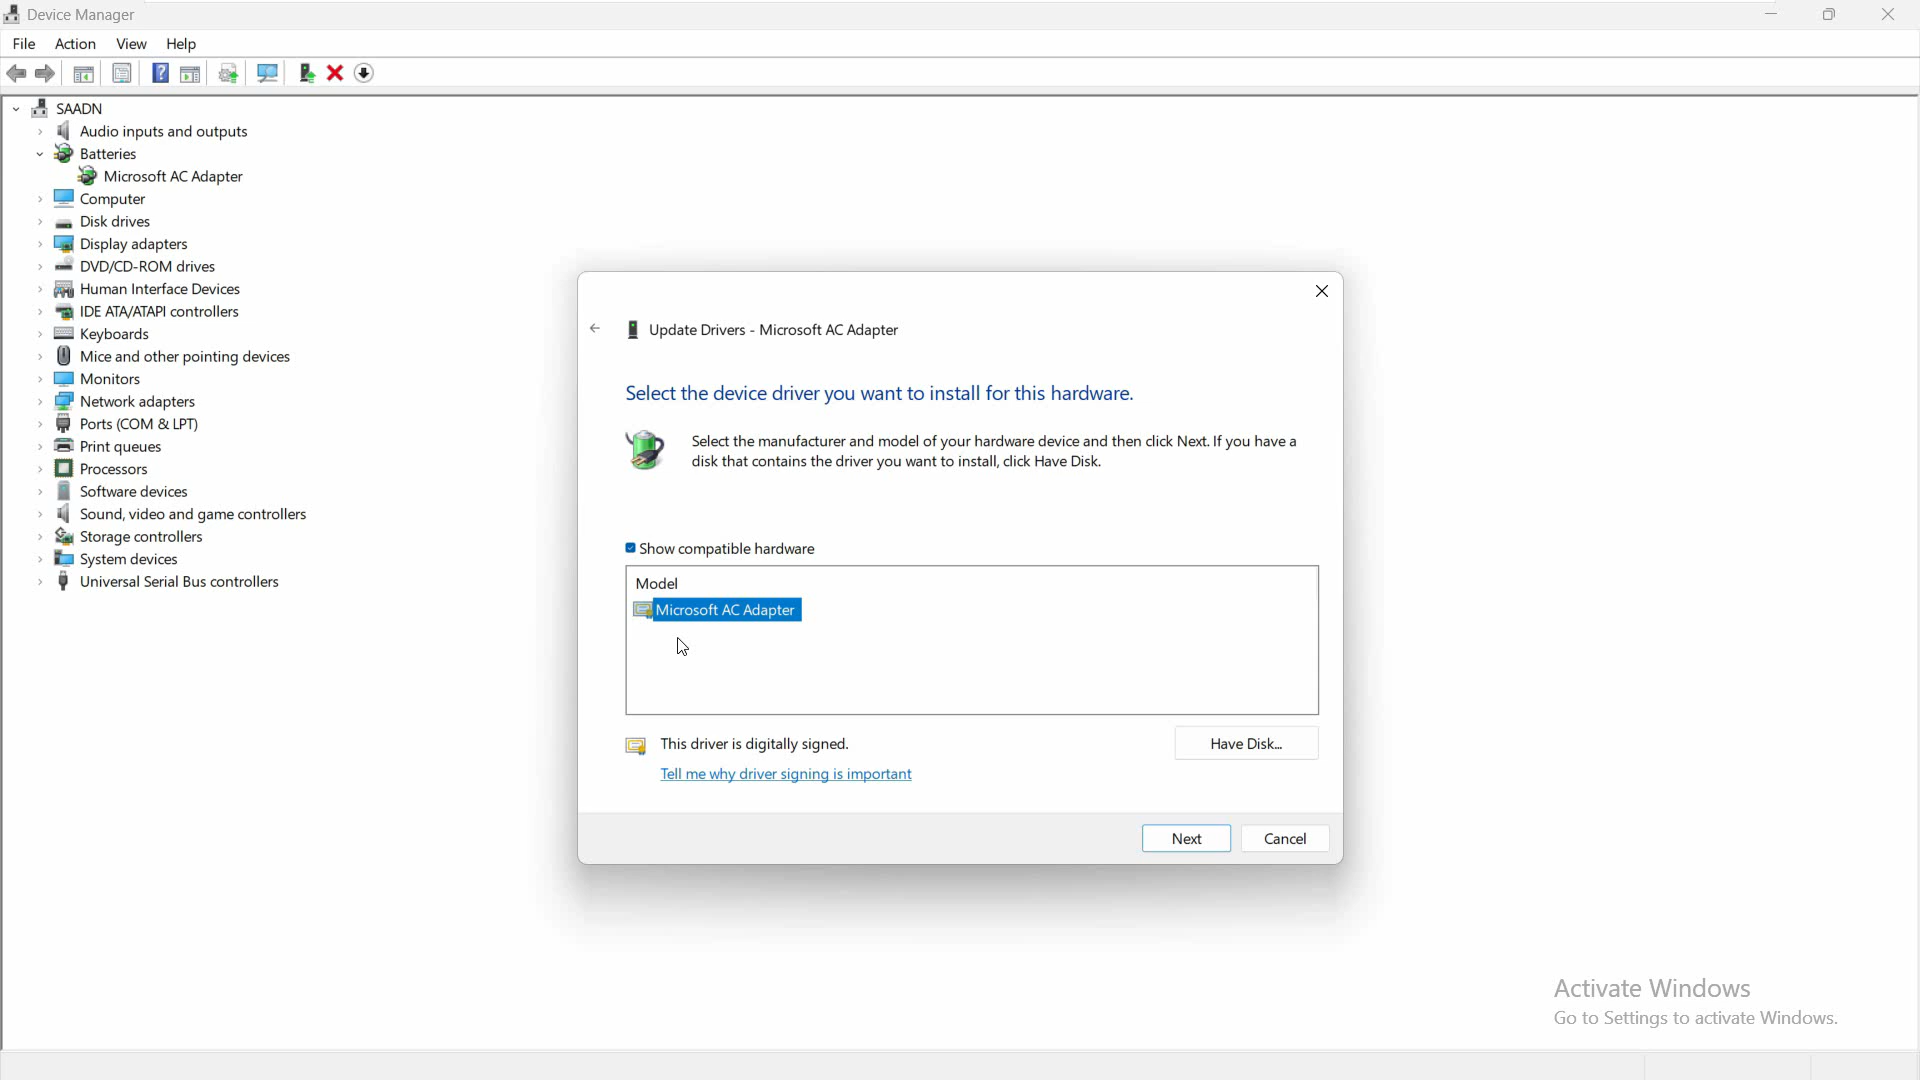 Device Manager
File Action View Help
SAADN
Audio inputs and outputs
Batteries
Microsoft AC Adapter
Computer
Disk drives
Display adapters
DVD/CD-ROM drives
Human Interface Devices
IDE ATA/ATAPI controllers
Keyboards
Mice and other pointing devices
Monitors
Network adapters
Ports (COM & LPT)
Print queues
Processors
Software devices
Sound, video and game controllers
Storage controllers
System devices
Universal Serial Bus controllers
Update Drivers - Microsoft AC Adapter
Select the device driver you want to install for this hardware.
Select the manufacturer and model of your hardware device and then click Next. If you have a
disk that contains the driver you want to install, click Have Disk.
Show compatible hardware
Model
Microsoft AC Adapter
This driver is digitally signed.
Have Disk...
Tell me why driver signing is important
Next Cancel
Activate Windows
Go to Settings to activate Windows.